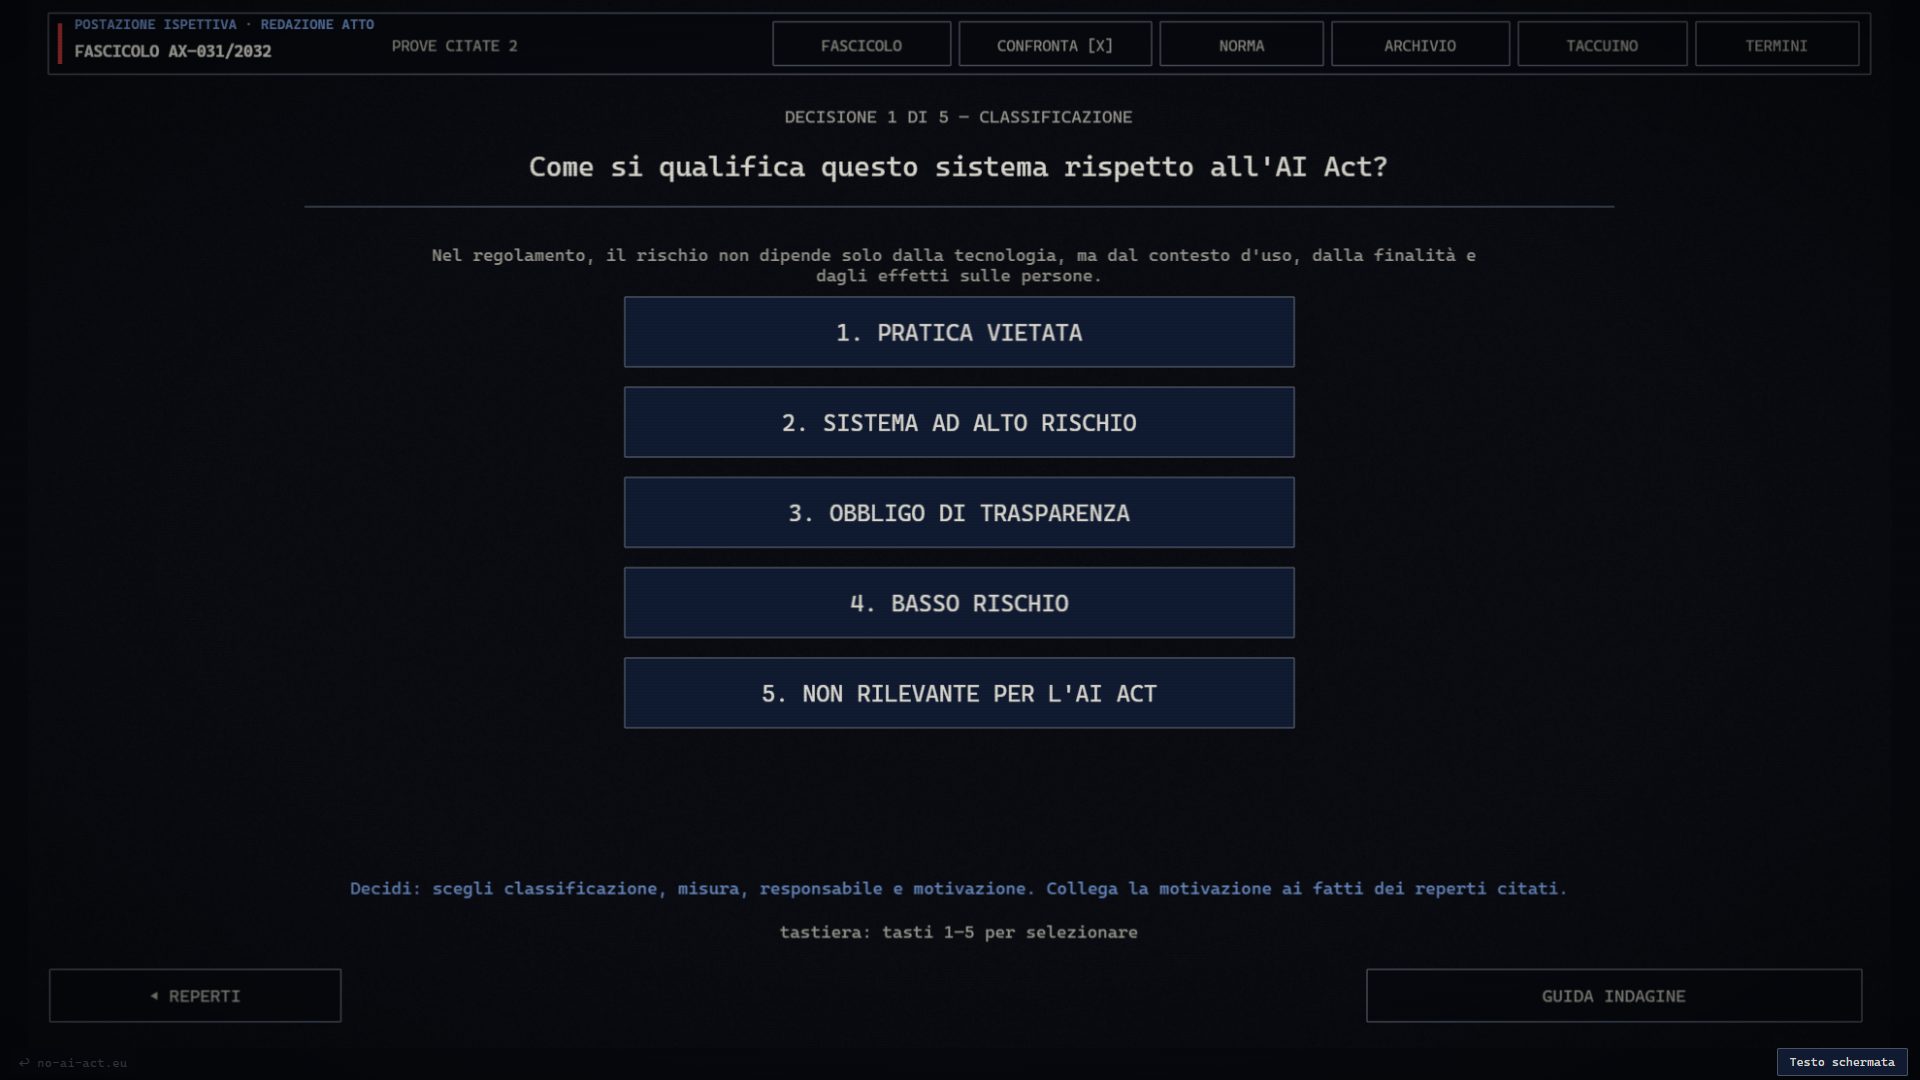 POSTAZIONE ISPETTIVA · REDAZIONE ATTO
FASCICOLO AX-031/2032
PROVE CITATE 2
FASCICOLO
CONFRONTA [X]
NORMA
ARCHIVIO
TACCUINO
TERMINI
DECISIONE 1 DI 5 — CLASSIFICAZIONE
Come si qualifica questo sistema rispetto all'AI Act?
Nel regolamento, il rischio non dipende solo dalla tecnologia, ma dal contesto d'uso, dalla finalità e
dagli effetti sulle persone.
1. PRATICA VIETATA
2. SISTEMA AD ALTO RISCHIO
3. OBBLIGO DI TRASPARENZA
4. BASSO RISCHIO
5. NON RILEVANTE PER L'AI ACT
Decidi: scegli classificazione, misura, responsabile e motivazione. Collega la motivazione ai fatti dei reperti citati.
tastiera: tasti 1–5 per selezionare
◄ REPERTI
GUIDA INDAGINE
↩ no-ai-act.eu
Testo schermata